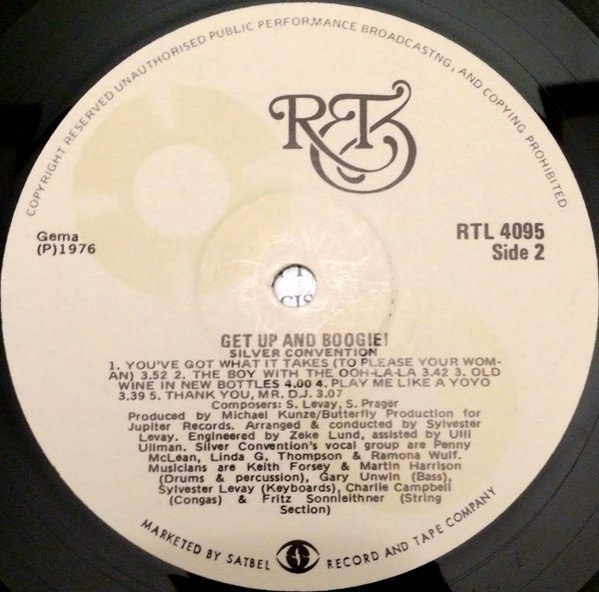 COPYRIGHT RESERVED UNAUTHORISED PUBLIC PERFORMANCE BROADCASTNG, AND COPYING PROHIBITED.
R&T
Gema
(P)1976
RTL 4095
Side 2
GET UP AND BOOGIE!
SILVER CONVENTION
1. YOU'VE GOT WHAT IT TAKES (TO PLEASE YOUR WOM-
AN) 3.52 2. THE BOY WITH THE OOH-LA-LA 3.42 3. OLD
WINE IN NEW BOTTLES 4.00 4. PLAY ME LIKE A YOYO
3.39 5. THANK YOU, MR. D.J. 3.07
Composers: S. Levay, S. Prager
Produced by Michael Kunze/Butterfly Production for
Jupiter Records. Arranged & conducted by Sylvester
Levay. Engineered by Zeke Lund, assisted by Ulli
Ullman. Silver Convention's vocal group are Penny
McLean, Linda G. Thompson & Ramona Wulf.
Musicians are Keith Forsey & Martin Harrison
(Drums & percussion), Gary Unwin (Bass),
Sylvester Levay (Keyboards), Charlie Campbell
(Congas) & Fritz Sonnleithner (String
Section)
MARKETED BY SATBEL RECORD AND TAPE COMPANY